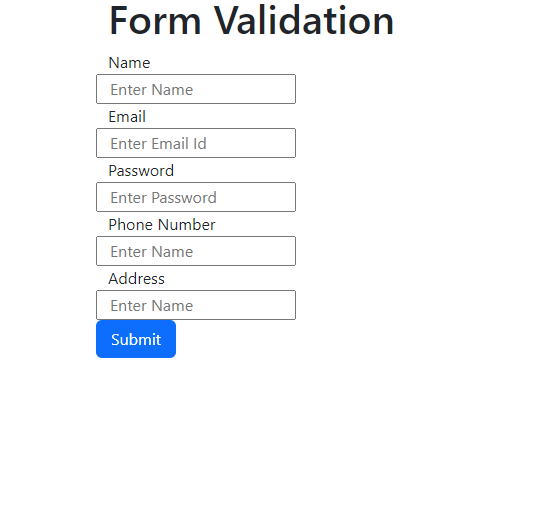 Form Validation
Name
Enter Name
Email
Enter Email Id
Password
Enter Password
Phone Number
Enter Name
Address
Enter Name
Submit